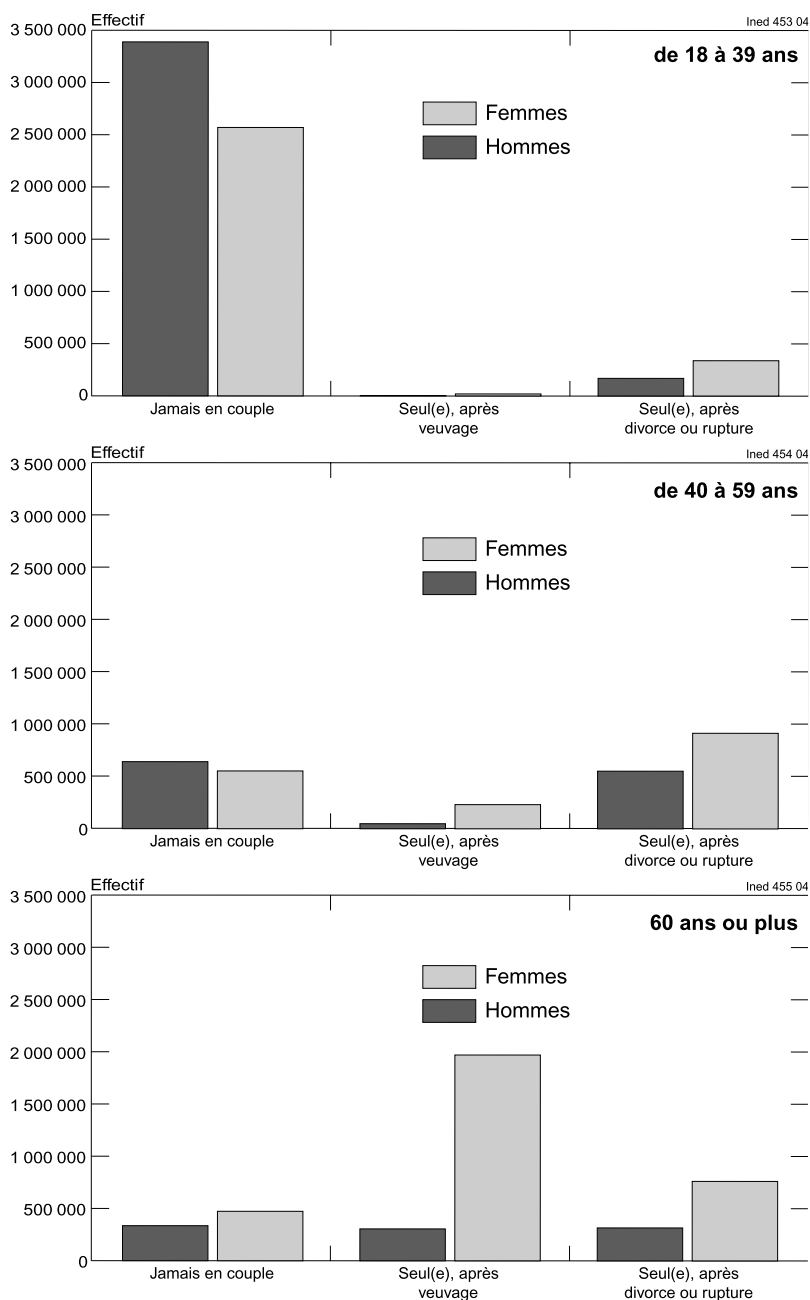 Effectif
Ined 453 04
3 500 000
de 18 à 39 ans
3 000 000
Femmes
2 500 000
Hommes
2 000 000
1 500 000
1 000 000
500 000
0
Jamais en couple
Seul(e), après
veuvage
Seul(e), après
divorce ou rupture
Effectif
Ined 454 04
3 500 000
de 40 à 59 ans
3 000 000
Femmes
2 500 000
Hommes
2 000 000
1 500 000
1 000 000
500 000
0
Jamais en couple
Seul(e), après
veuvage
Seul(e), après
divorce ou rupture
Effectif
Ined 455 04
3 500 000
60 ans ou plus
3 000 000
Femmes
2 500 000
Hommes
2 000 000
1 500 000
1 000 000
500 000
0
Jamais en couple
Seul(e), après
veuvage
Seul(e), après
divorce ou rupture